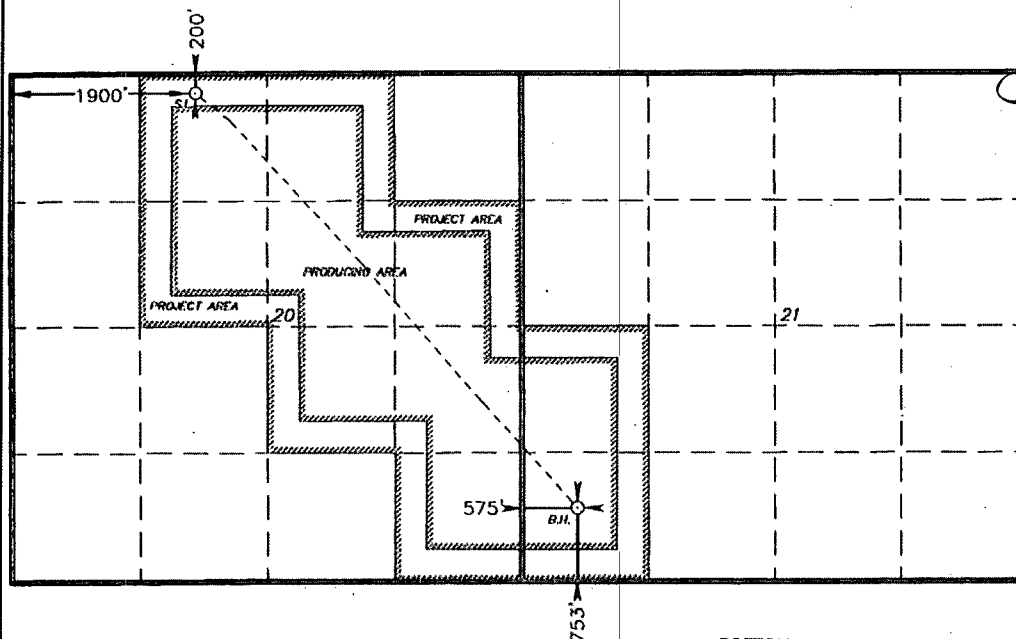 200'
1900'
S.L.
PROJECT AREA
PRODUCING AREA
PROJECT AREA
20
21
575'
B.H.
753'